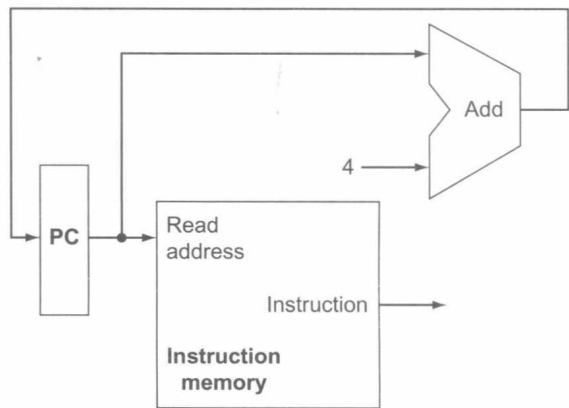 Add
4
PC
Read
address
Instruction
Instruction
memory